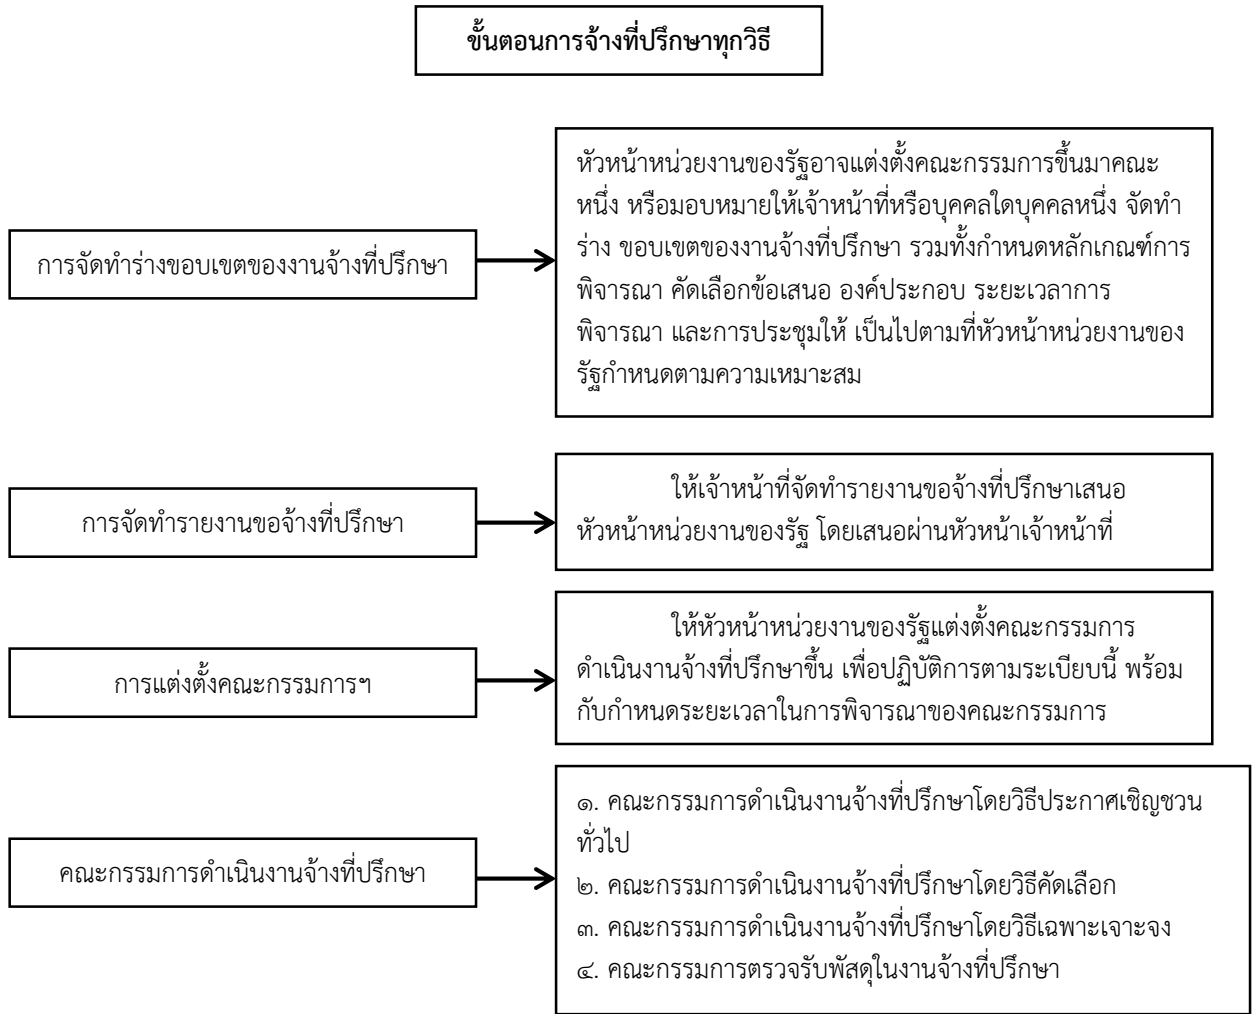 ขั้นตอนการจ้างที่ปรึกษาทุกวิธี
การจัดทำร่างขอบเขตของงานจ้างที่ปรึกษา
หัวหน้าหน่วยงานของรัฐอาจแต่งตั้งคณะกรรมการขึ้นมาคณะ
หนึ่ง หรือมอบหมายให้เจ้าหน้าที่หรือบุคคลใดบุคคลหนึ่ง จัดทำ
ร่าง ขอบเขตของงานจ้างที่ปรึกษา รวมทั้งกำหนดหลักเกณฑ์การ
พิจารณา คัดเลือกข้อเสนอ องค์ประกอบ ระยะเวลาการ
พิจารณา และการประชุมให้ เป็นไปตามที่หัวหน้าหน่วยงานของ
รัฐกำหนดตามความเหมาะสม
การจัดทำรายงานขอจ้างที่ปรึกษา
ให้เจ้าหน้าที่จัดทำรายงานขอจ้างที่ปรึกษาเสนอ
หัวหน้าหน่วยงานของรัฐ โดยเสนอผ่านหัวหน้าเจ้าหน้าที่
การแต่งตั้งคณะกรรมการฯ
ให้หัวหน้าหน่วยงานของรัฐแต่งตั้งคณะกรรมการ
ดำเนินงานจ้างที่ปรึกษาขึ้น เพื่อปฏิบัติการตามระเบียบนี้ พร้อม
กับกำหนดระยะเวลาในการพิจารณาของคณะกรรมการ
คณะกรรมการดำเนินงานจ้างที่ปรึกษา
๑. คณะกรรมการดำเนินงานจ้างที่ปรึกษาโดยวิธีประกาศเชิญชวน
ทั่วไป
๒. คณะกรรมการดำเนินงานจ้างที่ปรึกษาโดยวิธีคัดเลือก
๓. คณะกรรมการดำเนินงานจ้างที่ปรึกษาโดยวิธีเฉพาะเจาะจง
๔. คณะกรรมการตรวจรับพัสดุในงานจ้างที่ปรึกษา